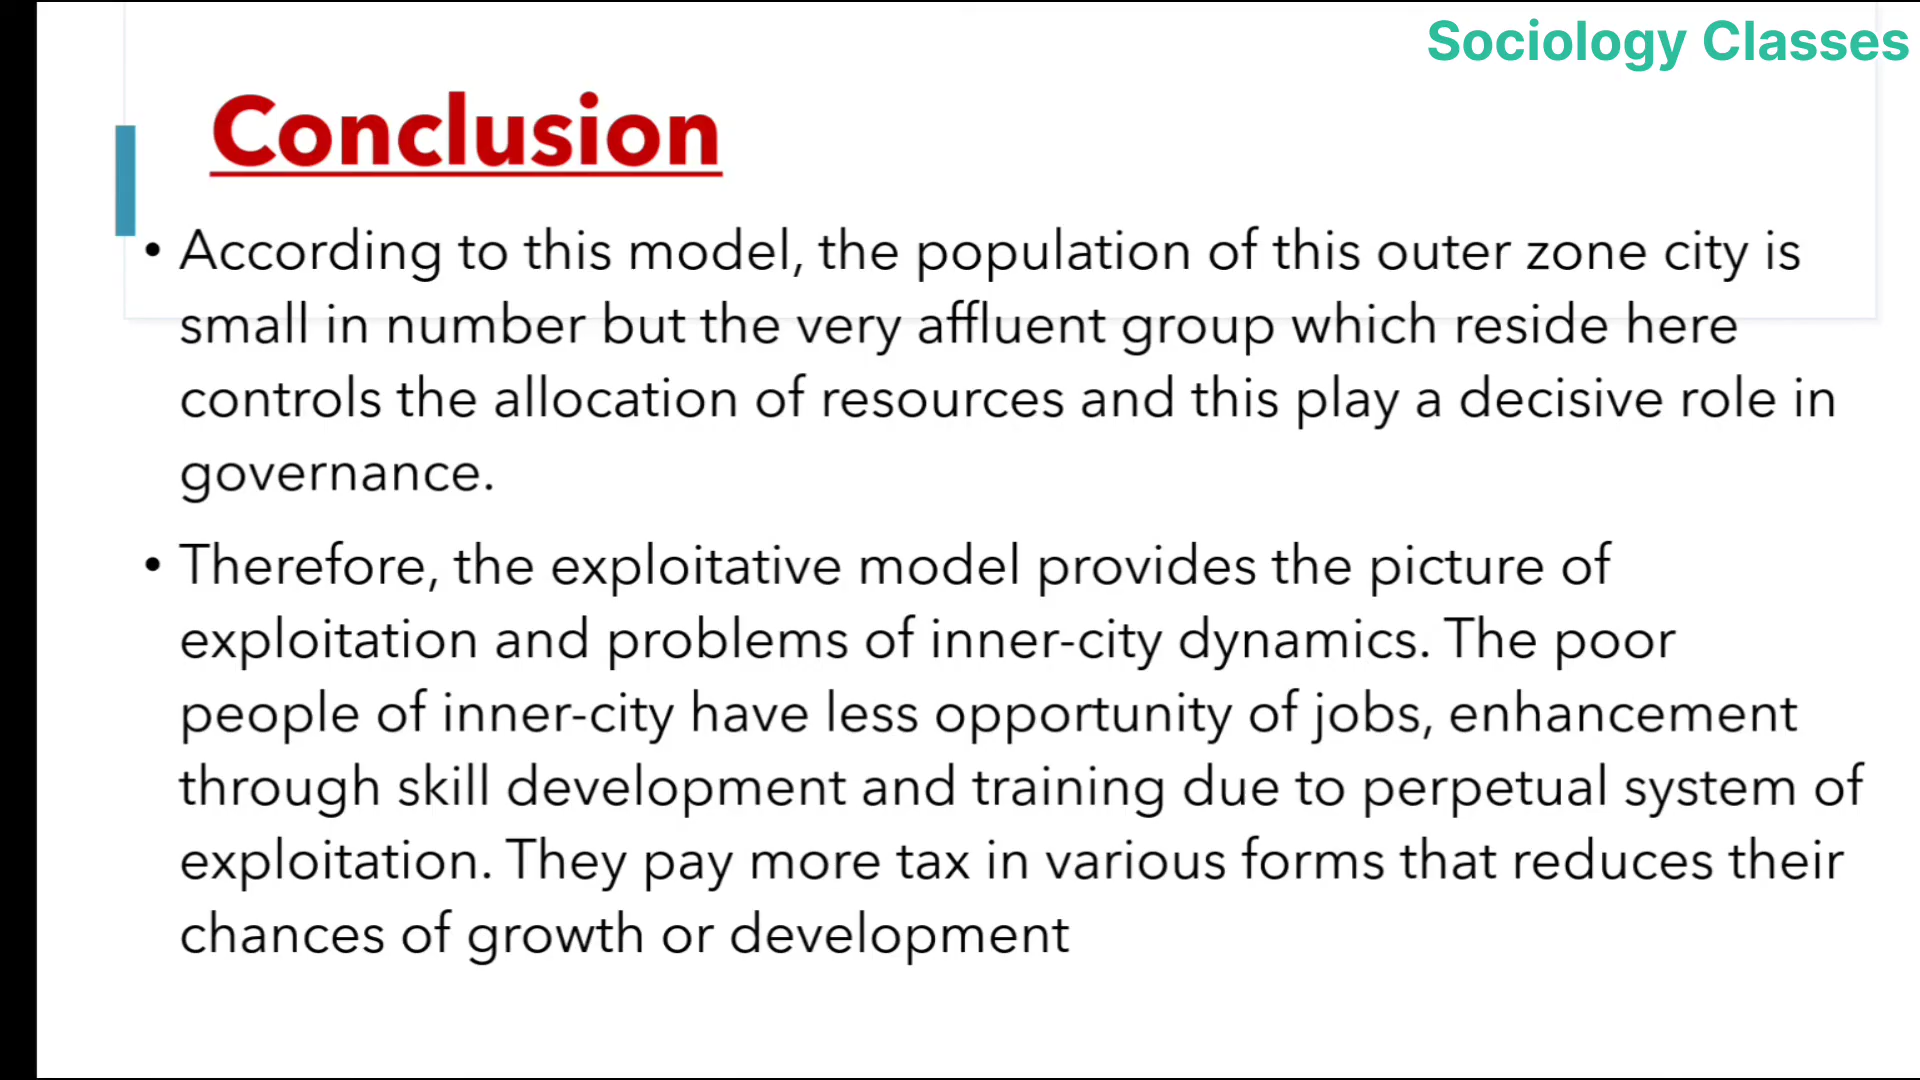 Sociology Classes
Conclusion
• According to this model, the population of this outer zone city is
small in number but the very affluent group which reside here
controls the allocation of resources and this play a decisive role in
governance.
• Therefore, the exploitative model provides the picture of
exploitation and problems of inner-city dynamics. The poor
people of inner-city have less opportunity of jobs, enhancement
through skill development and training due to perpetual system of
exploitation. They pay more tax in various forms that reduces their
chances of growth or development